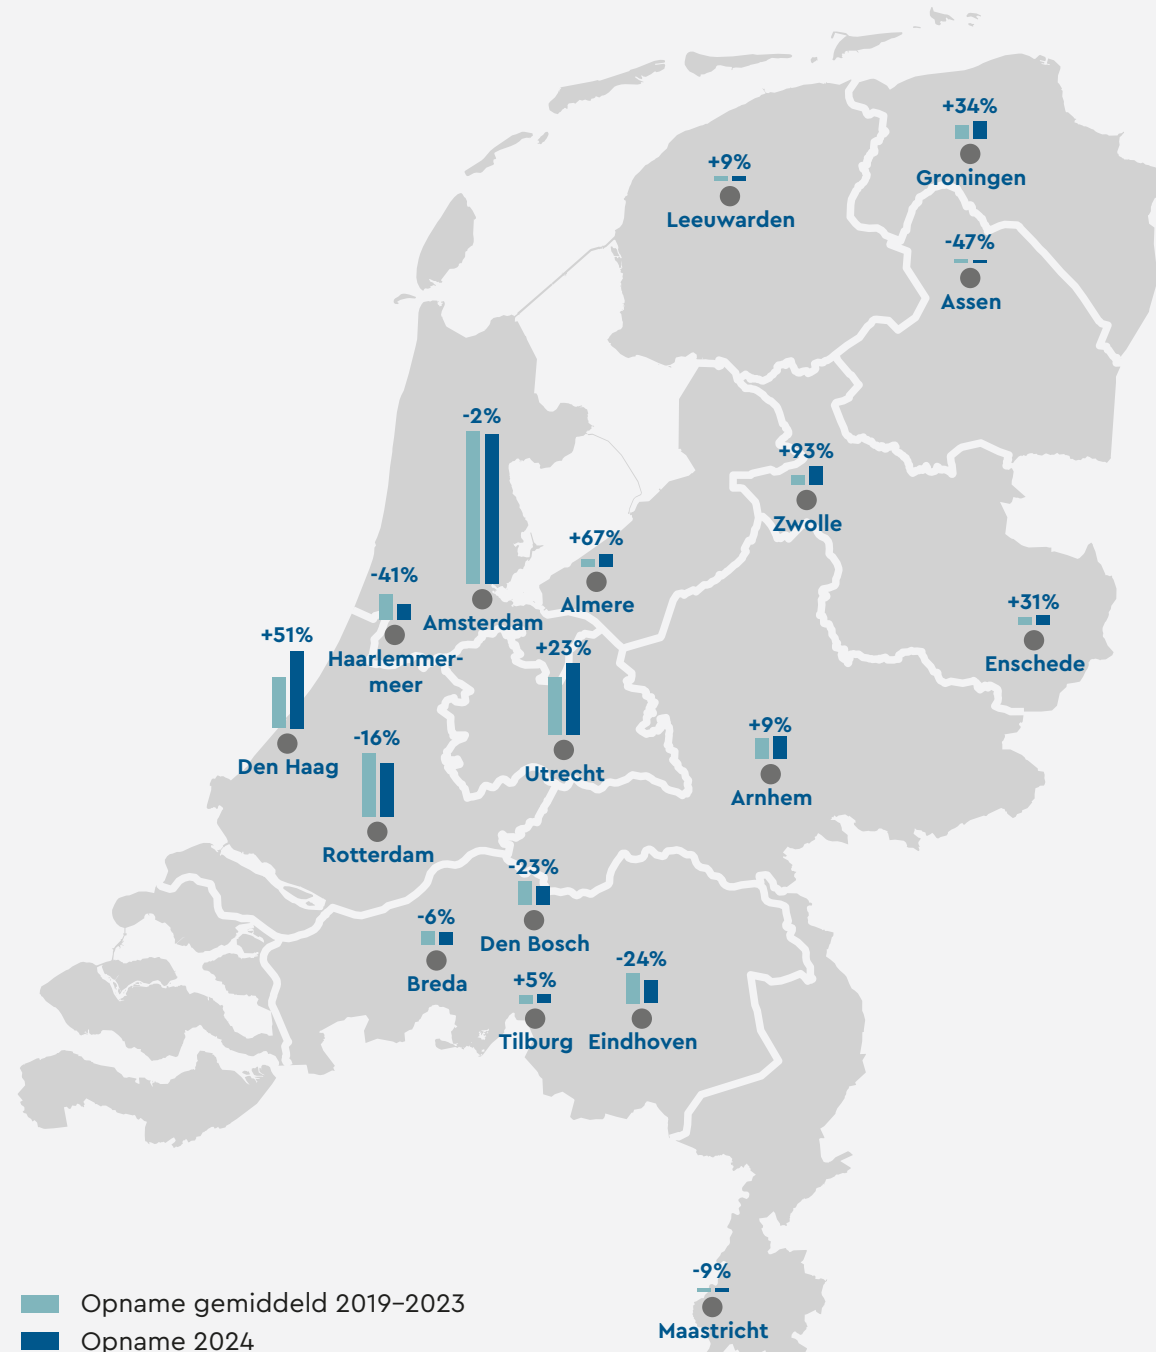 +34%
Groningen
+9%
Leeuwarden
-47%
Assen
-2%
Amsterdam
+93%
Zwolle
+67%
Almere
-41%
Haarlemmer-
meer
+31%
Enschede
+51%
Den Haag
+23%
Utrecht
+9%
Arnhem
-16%
Rotterdam
-23%
Den Bosch
-6%
Breda
+5%
Tilburg
-24%
Eindhoven
-9%
Maastricht
Opname gemiddeld 2019–2023
Opname 2024